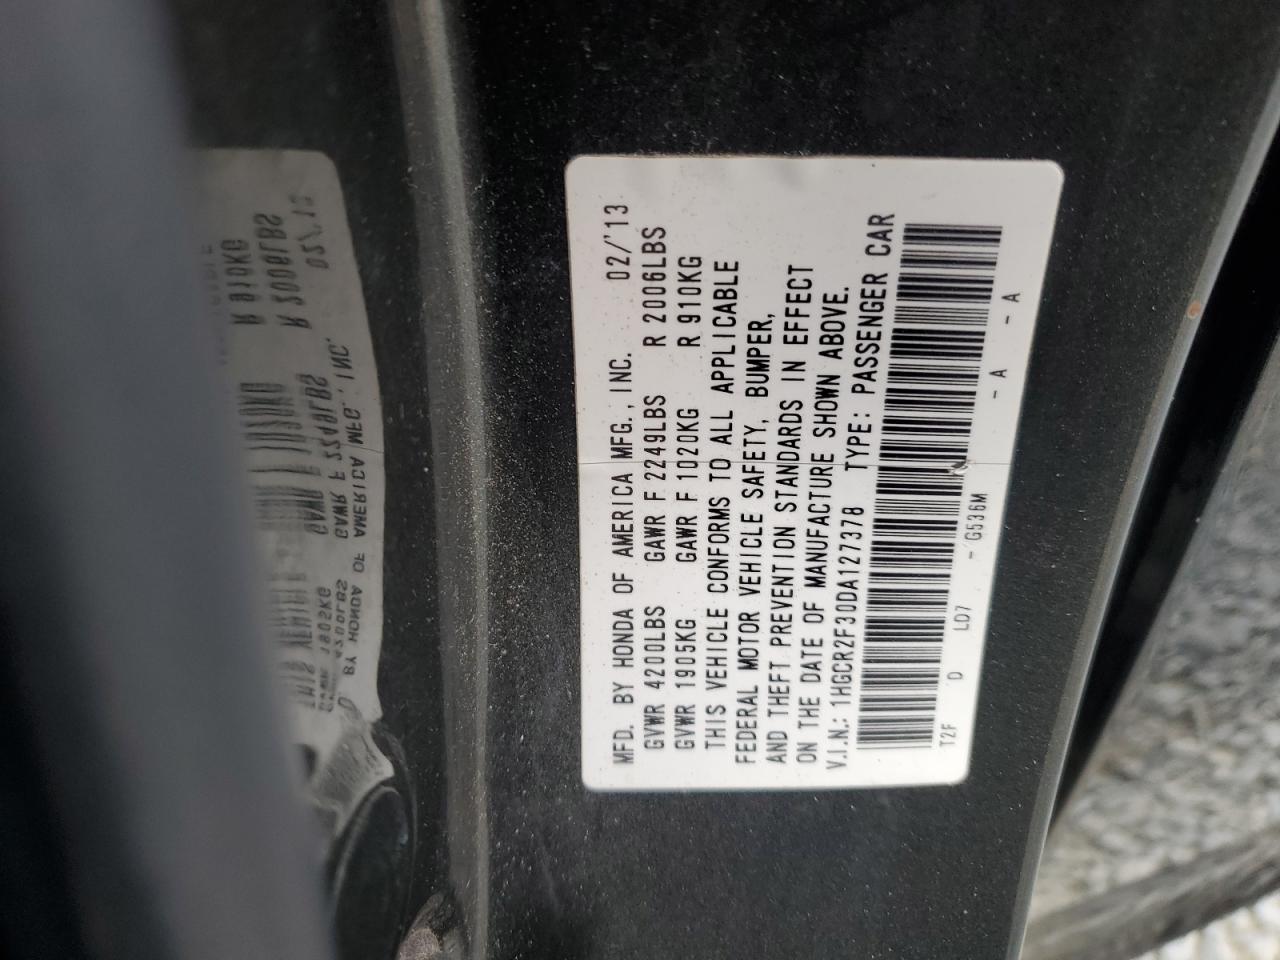 MFD. BY HONDA OF AMERICA MFG., INC. 02/'13
GVWR 4200LBS GAWR F 2249LBS R 2006LBS
GVWR 1905KG GAWR F 1020KG R 910KG
THIS VEHICLE CONFORMS TO ALL APPLICABLE
FEDERAL MOTOR VEHICLE SAFETY, BUMPER,
AND THEFT PREVENTION STANDARDS IN EFFECT
ON THE DATE OF MANUFACTURE SHOWN ABOVE.
V.I.N.: 1HGCR2F30DA127378 TYPE: PASSENGER CAR
T2F D LD7 - G536M - A - A